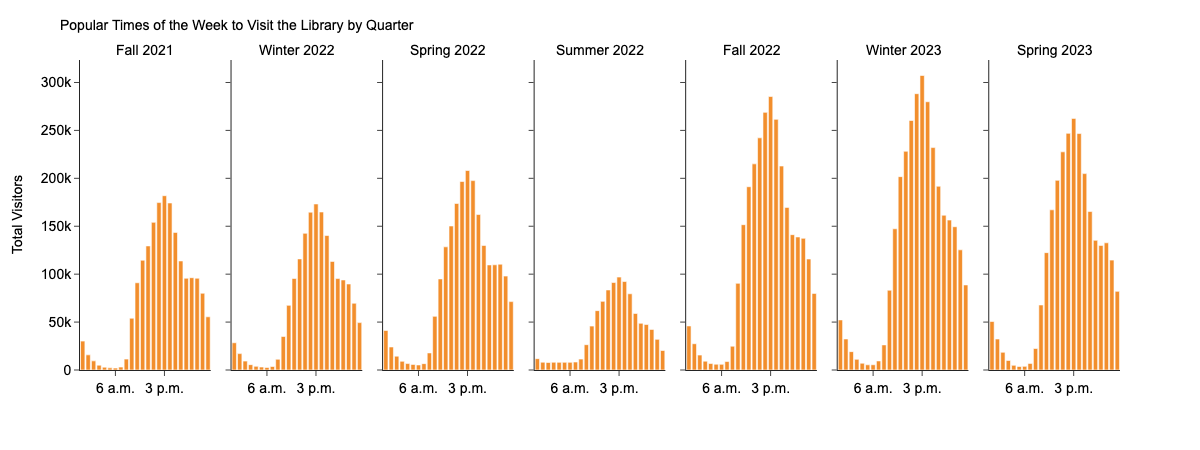 Popular Times of the Week to Visit the Library by Quarter
Fall 2021 Winter 2022 Spring 2022 Summer 2022 Fall 2022 Winter 2023 Spring 2023
300k
250k
200k
150k
100k
50k
0
Total Visitors
6 a.m. 3 p.m. 6 a.m. 3 p.m. 6 a.m. 3 p.m. 6 a.m. 3 p.m. 6 a.m. 3 p.m. 6 a.m. 3 p.m. 6 a.m. 3 p.m.